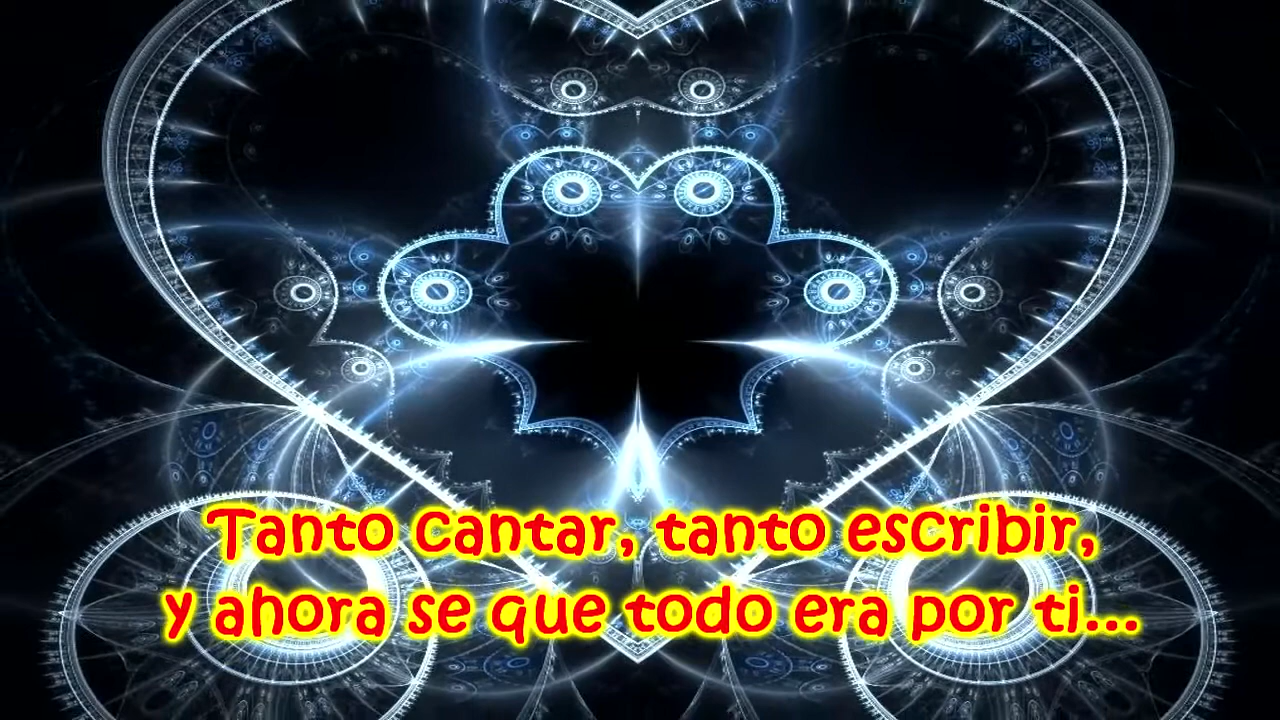 Tanto cantar, tanto escribir,
y ahora se que todo era por ti...